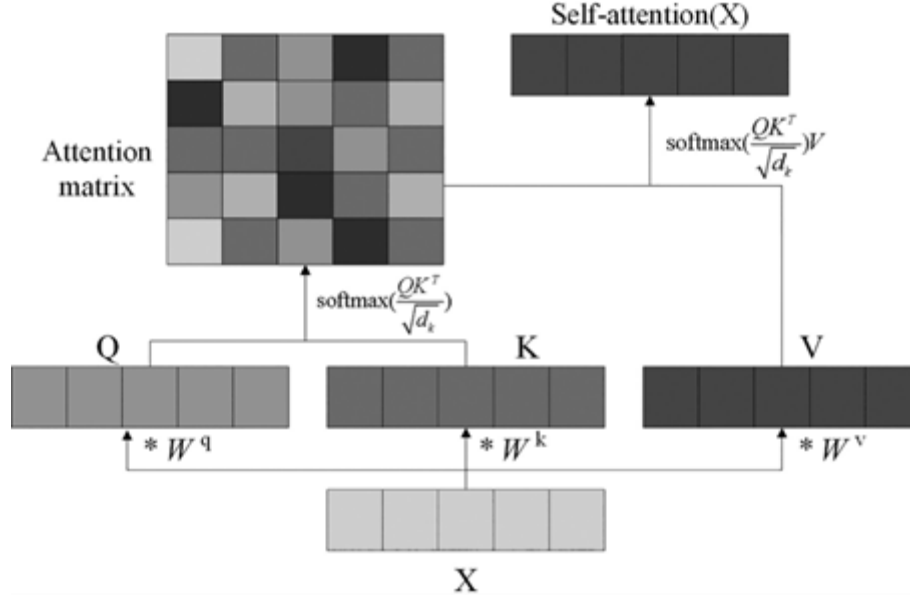 Self-attention(X)
Attention
matrix
softmax(QK^T/√d_k)V
softmax(QK^T/√d_k)
Q
K
V
* W^q
* W^k
* W^v
X